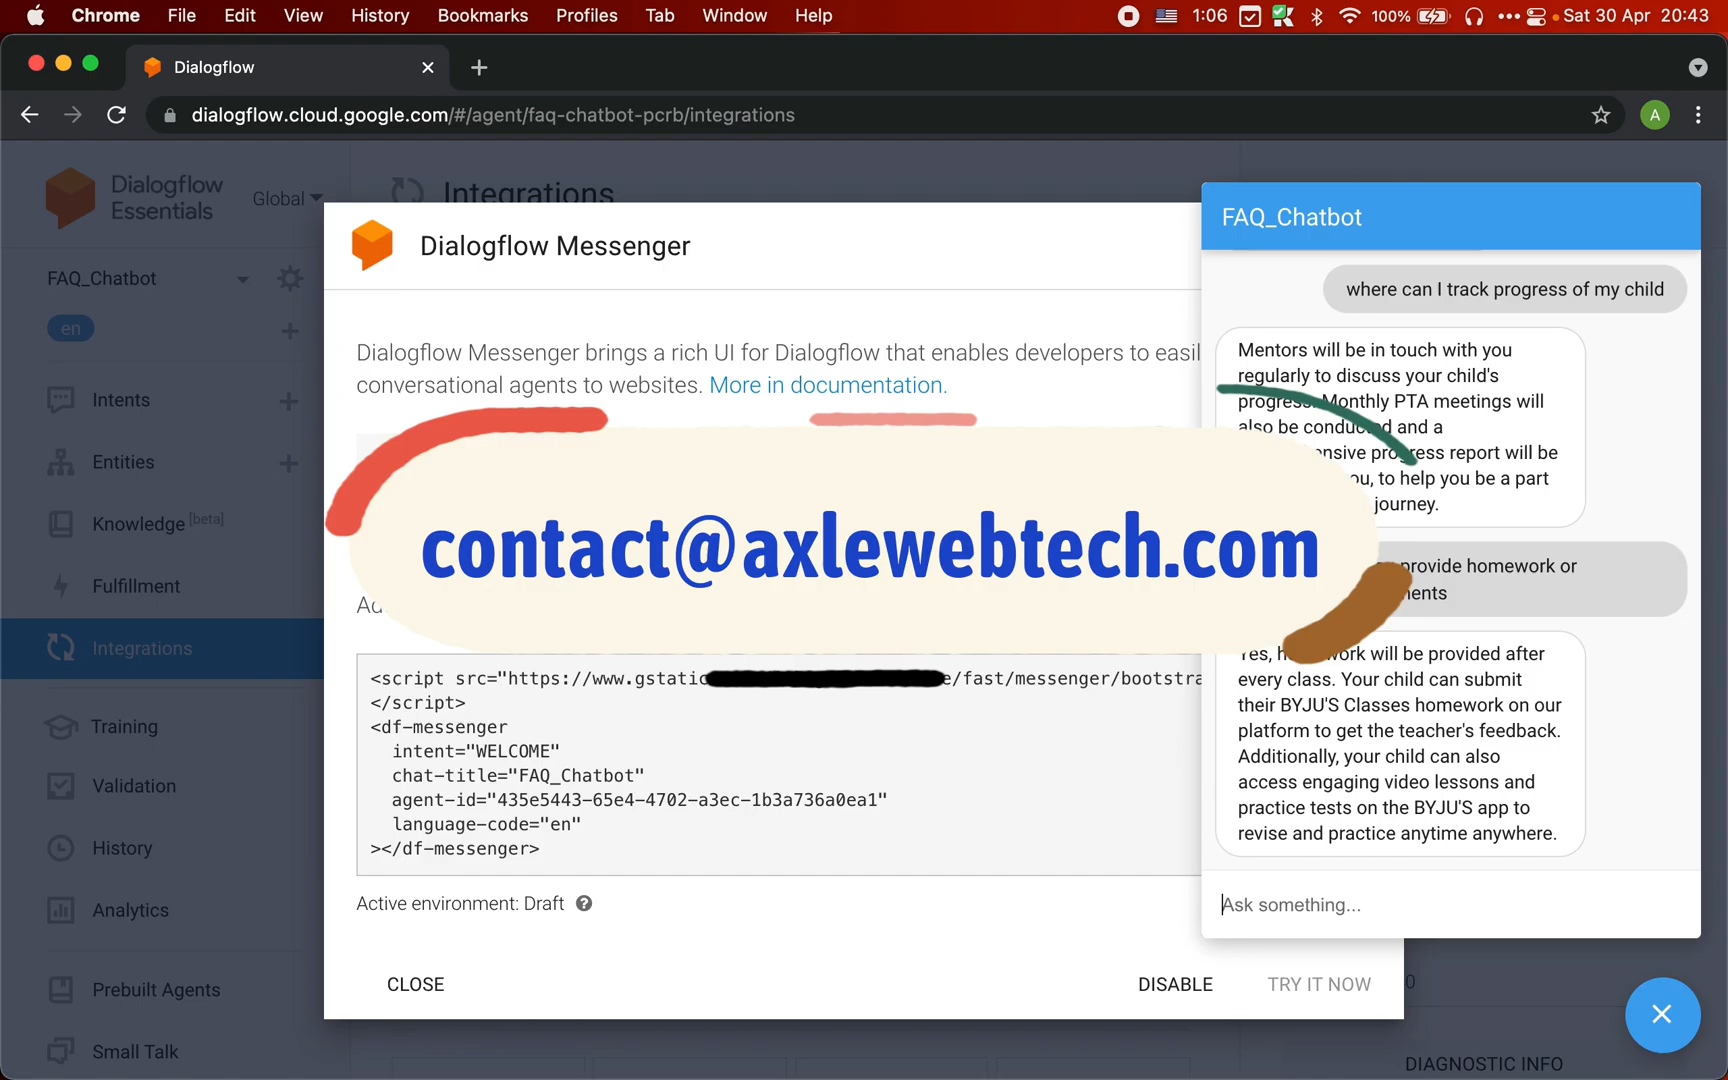 Chrome File Edit View History Bookmarks Profiles Tab Window Help
1:06 100% Sat 30 Apr 20:43
Dialogflow
dialogflow.cloud.google.com/#/agent/faq-chatbot-pcrb/integrations
A
Dialogflow
Essentials
Global
Integrations
FAQ_Chatbot
en
Intents
Entities
Knowledge [beta]
Fulfillment
Integrations
Training
Validation
History
Analytics
Prebuilt Agents
Small Talk
Dialogflow Messenger
Dialogflow Messenger brings a rich UI for Dialogflow that enables developers to easil
conversational agents to websites. More in documentation.
contact@axlewebtech.com
<script src="https://www.gstatic e/fast/messenger/bootstra
</script>
<df-messenger
intent="WELCOME"
chat-title="FAQ_Chatbot"
agent-id="435e5443-65e4-4702-a3ec-1b3a736a0ea1"
language-code="en"
></df-messenger>
Active environment: Draft
CLOSE DISABLE TRY IT NOW
FAQ_Chatbot
where can I track progress of my child
Mentors will be in touch with you
regularly to discuss your child's
progress. Monthly PTA meetings will
also be conducted and a
progress report will be
to help you be a part
journey.
provide homework or
Yes, homework will be provided after
every class. Your child can submit
their BYJU'S Classes homework on our
platform to get the teacher's feedback.
Additionally, your child can also
access engaging video lessons and
practice tests on the BYJU'S app to
revise and practice anytime anywhere.
Ask something...
0
DIAGNOSTIC INFO